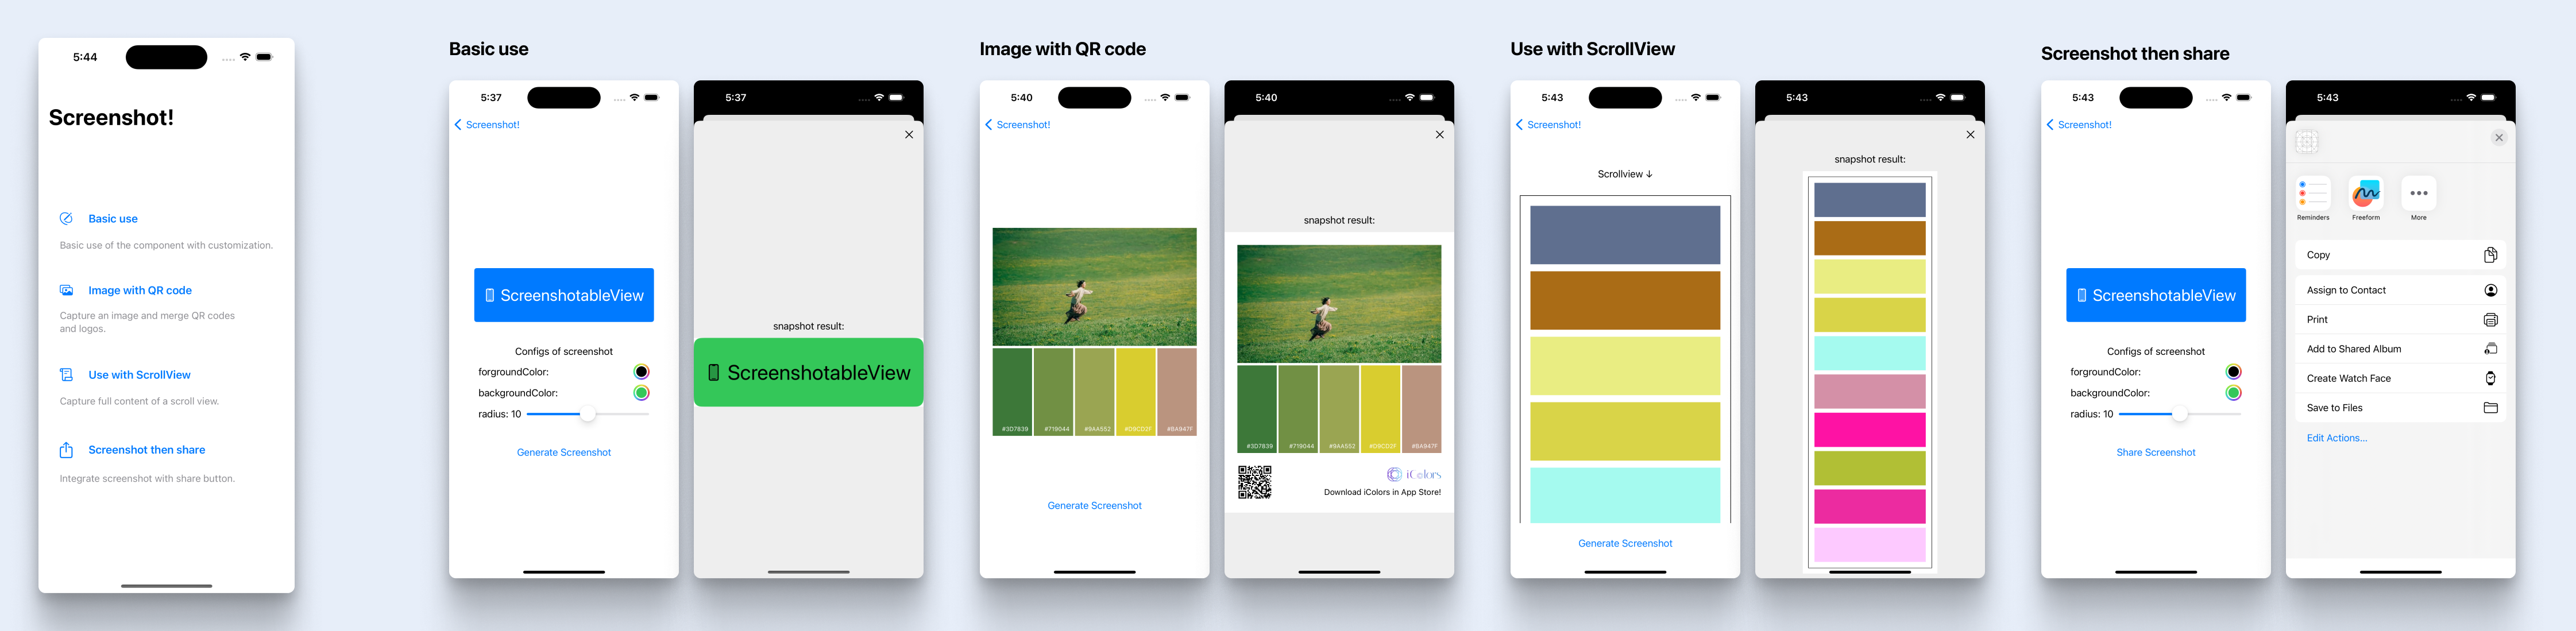 5:44
Screenshot!
Basic use
Basic use of the component with customization.
Image with QR code
Capture an image and merge QR codes
and logos.
Use with ScrollView
Capture full content of a scroll view.
Screenshot then share
Integrate screenshot with share button.
Basic use
5:37
Screenshot!
ScreenshotableView
Configs of screenshot
forgroundColor:
backgroundColor:
radius: 10
Generate Screenshot
5:37
snapshot result:
ScreenshotableView
Image with QR code
5:40
Screenshot!
#3D7839
#719044
#9AA552
#D9CD2F
#BA947F
Generate Screenshot
5:40
snapshot result:
#3D7839
#719044
#9AA552
#D9CD2F
#BA947F
iColors
Download iColors in App Store!
Use with ScrollView
5:43
Screenshot!
Scrollview ↓
Generate Screenshot
5:43
snapshot result:
Screenshot then share
5:43
Screenshot!
ScreenshotableView
Configs of screenshot
forgroundColor:
backgroundColor:
radius: 10
Share Screenshot
5:43
Reminders
Freeform
More
Copy
Assign to Contact
Print
Add to Shared Album
Create Watch Face
Save to Files
Edit Actions...